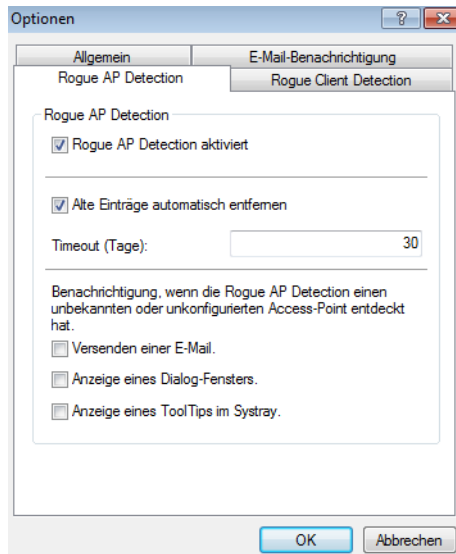 Optionen
?
Allgemein
E-Mail-Benachrichtigung
Rogue AP Detection
Rogue Client Detection
Rogue AP Detection
Rogue AP Detection aktiviert
Alte Einträge automatisch entfernen
Timeout (Tage):
30
Benachrichtigung, wenn die Rogue AP Detection einen
unbekannten oder unkonfigurierten Access-Point entdeckt
hat.
Versenden einer E-Mail.
Anzeige eines Dialog-Fensters.
Anzeige eines ToolTips im Systray.
OK
Abbrechen